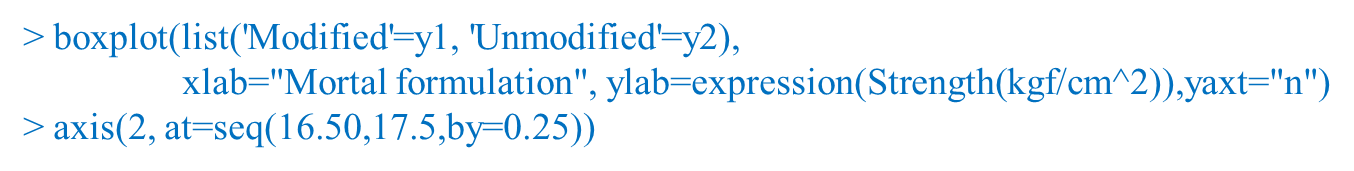 > boxplot(list('Modified'=y1, 'Unmodified'=y2),
xlab="Mortal formulation", ylab=expression(Strength(kgf/cm^2)),yaxt="n")
> axis(2, at=seq(16.50,17.5,by=0.25))